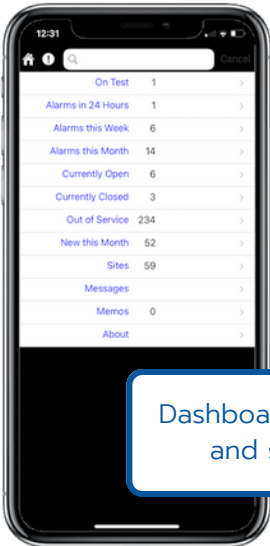 12:31
Cancel
On Test 1
Alarms in 24 Hours 1
Alarms this Week 6
Alarms this Month 14
Currently Open 6
Currently Closed 3
Out of Service 234
New this Month 52
Sites 59
Messages
Memos 0
About
and